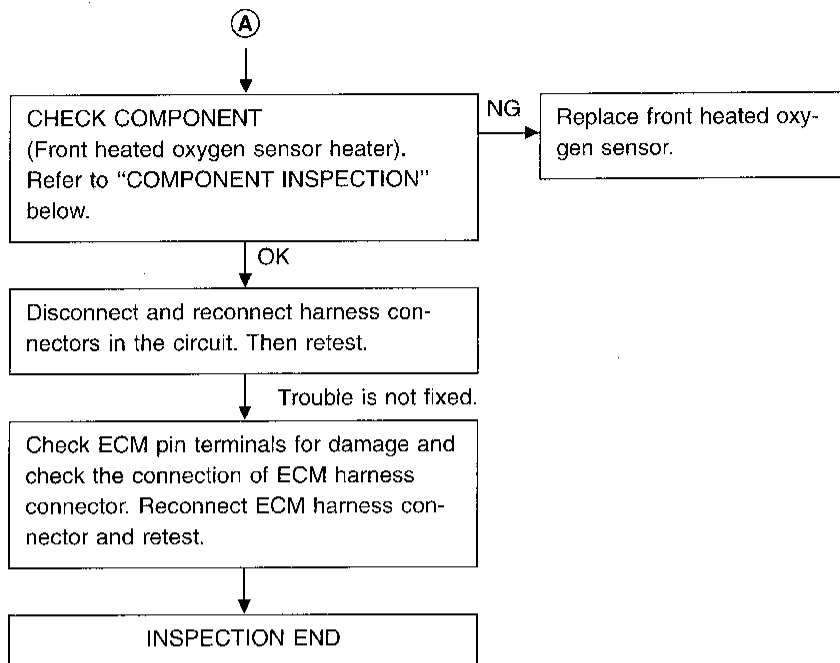 A
CHECK COMPONENT
(Front heated oxygen sensor heater).
Refer to “COMPONENT INSPECTION”
below.
NG
Replace front heated oxy-
gen sensor.
OK
Disconnect and reconnect harness con-
nectors in the circuit. Then retest.
Trouble is not fixed.
Check ECM pin terminals for damage and
check the connection of ECM harness
connector. Reconnect ECM harness con-
nector and retest.
INSPECTION END